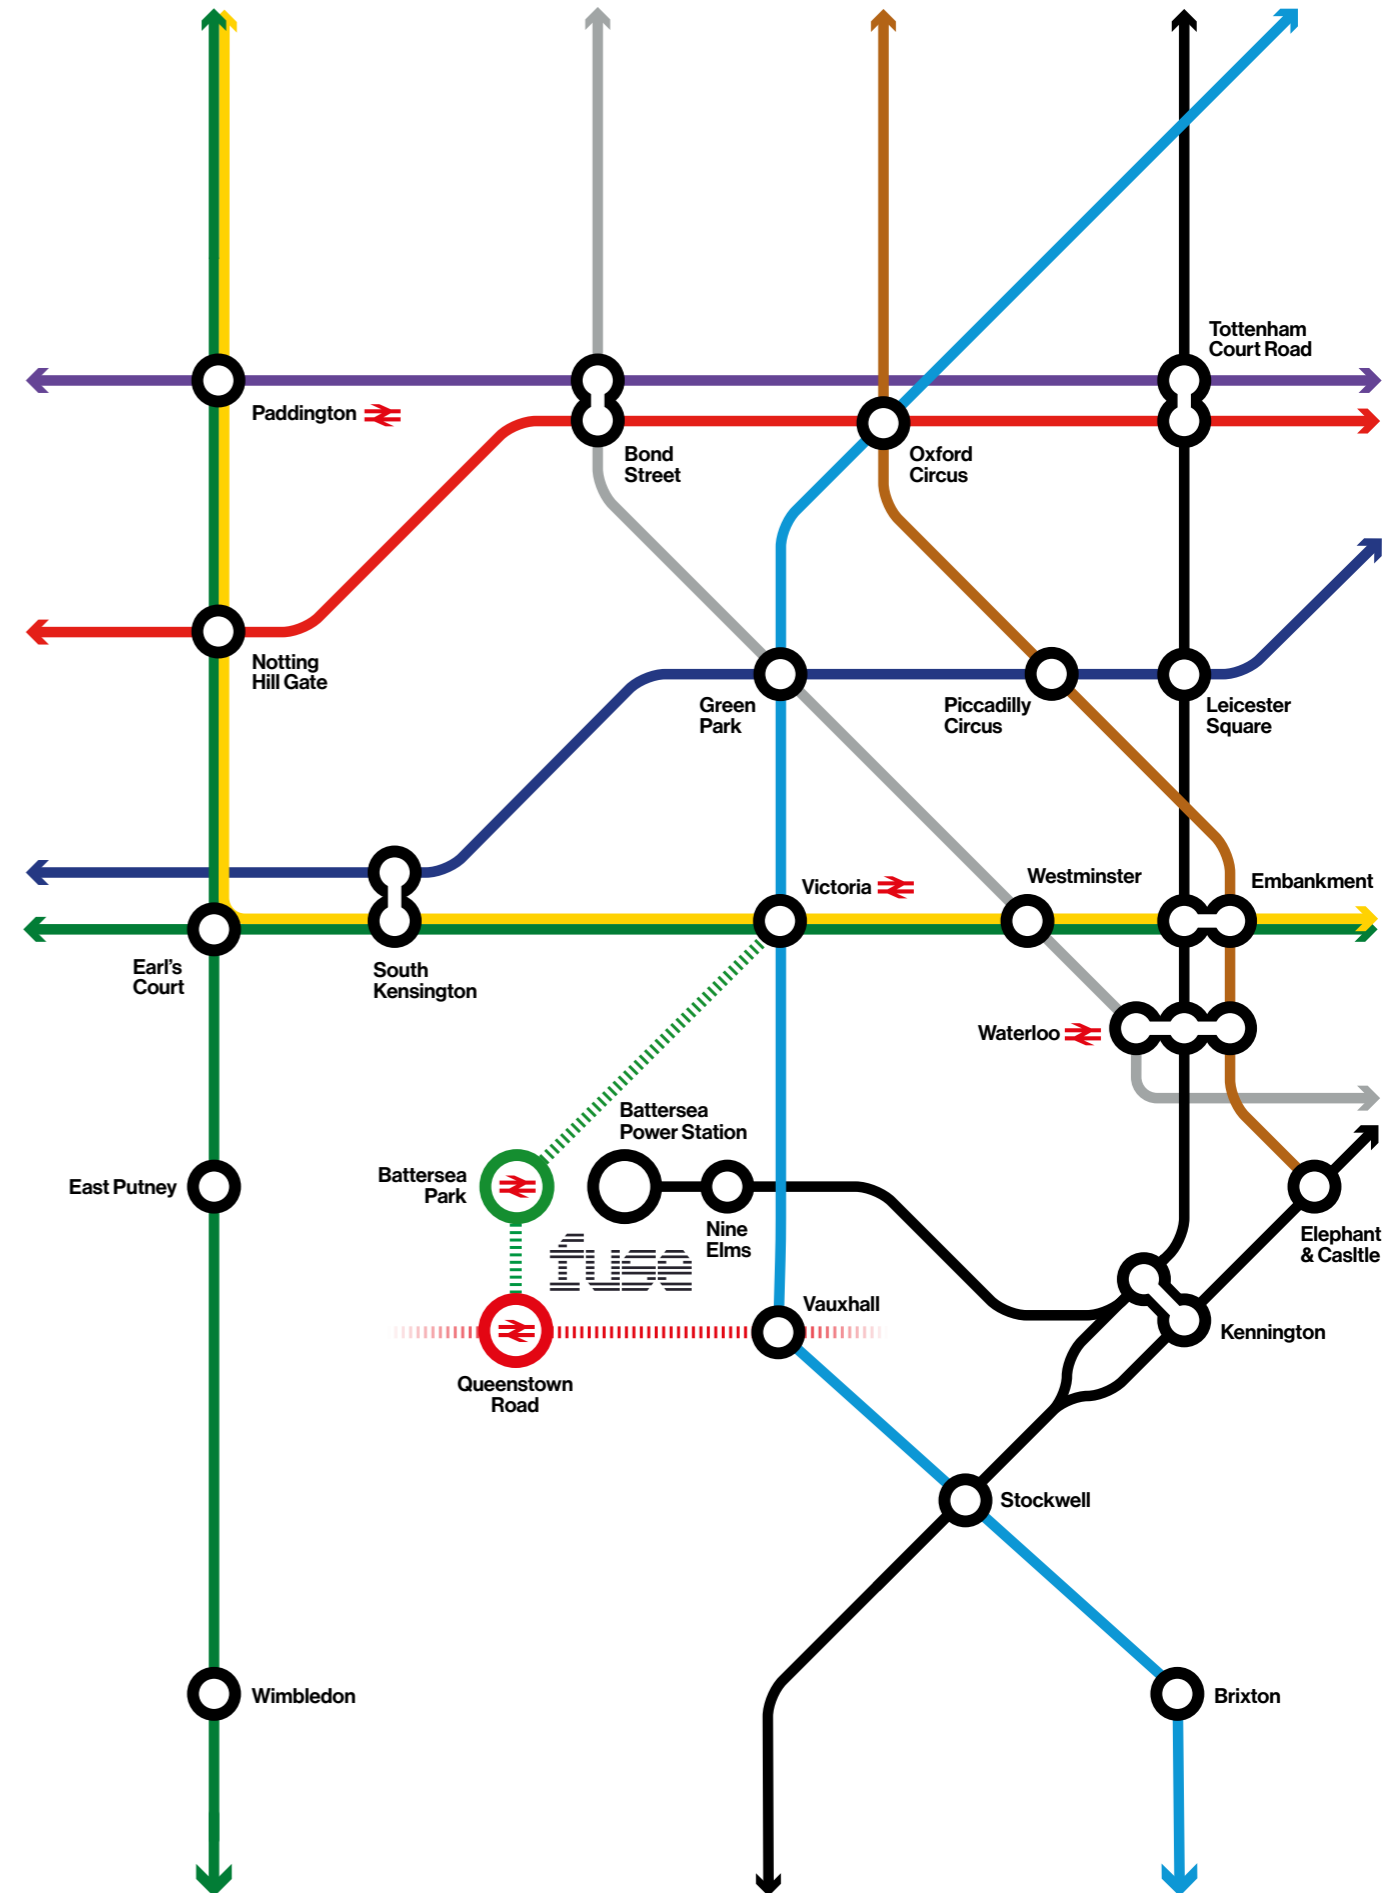 Tottenham
Court Road
Paddington
Bond
Street
Oxford
Circus
Notting
Hill Gate
Green
Park
Piccadilly
Circus
Leicester
Square
Victoria
Westminster
Embankment
Earl's
Court
South
Kensington
Waterloo
Battersea
Power Station
Battersea
Park
East Putney
Nine
Elms
Elephant
& Casltle
fuse
Vauxhall
Kennington
Queenstown
Road
Stockwell
Wimbledon
Brixton